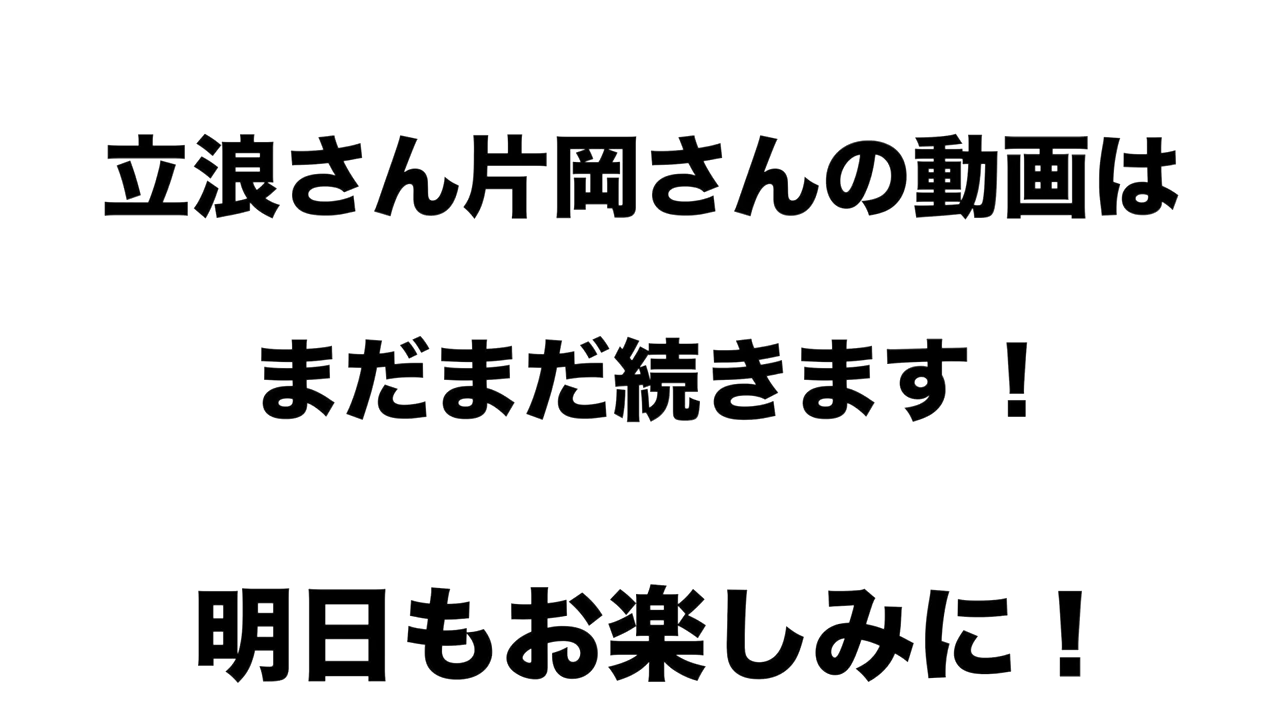 立浪さん片岡さんの動画は
まだまだ続きます！
明日もお楽しみに！